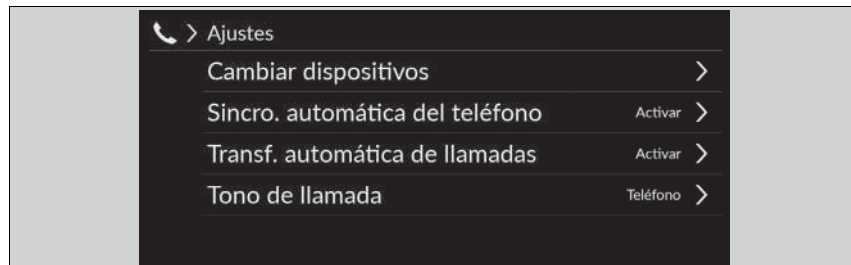 Ajustes
Cambiar dispositivos
Sincro. automática del teléfono Activar
Transf. automática de llamadas Activar
Tono de llamada Teléfono